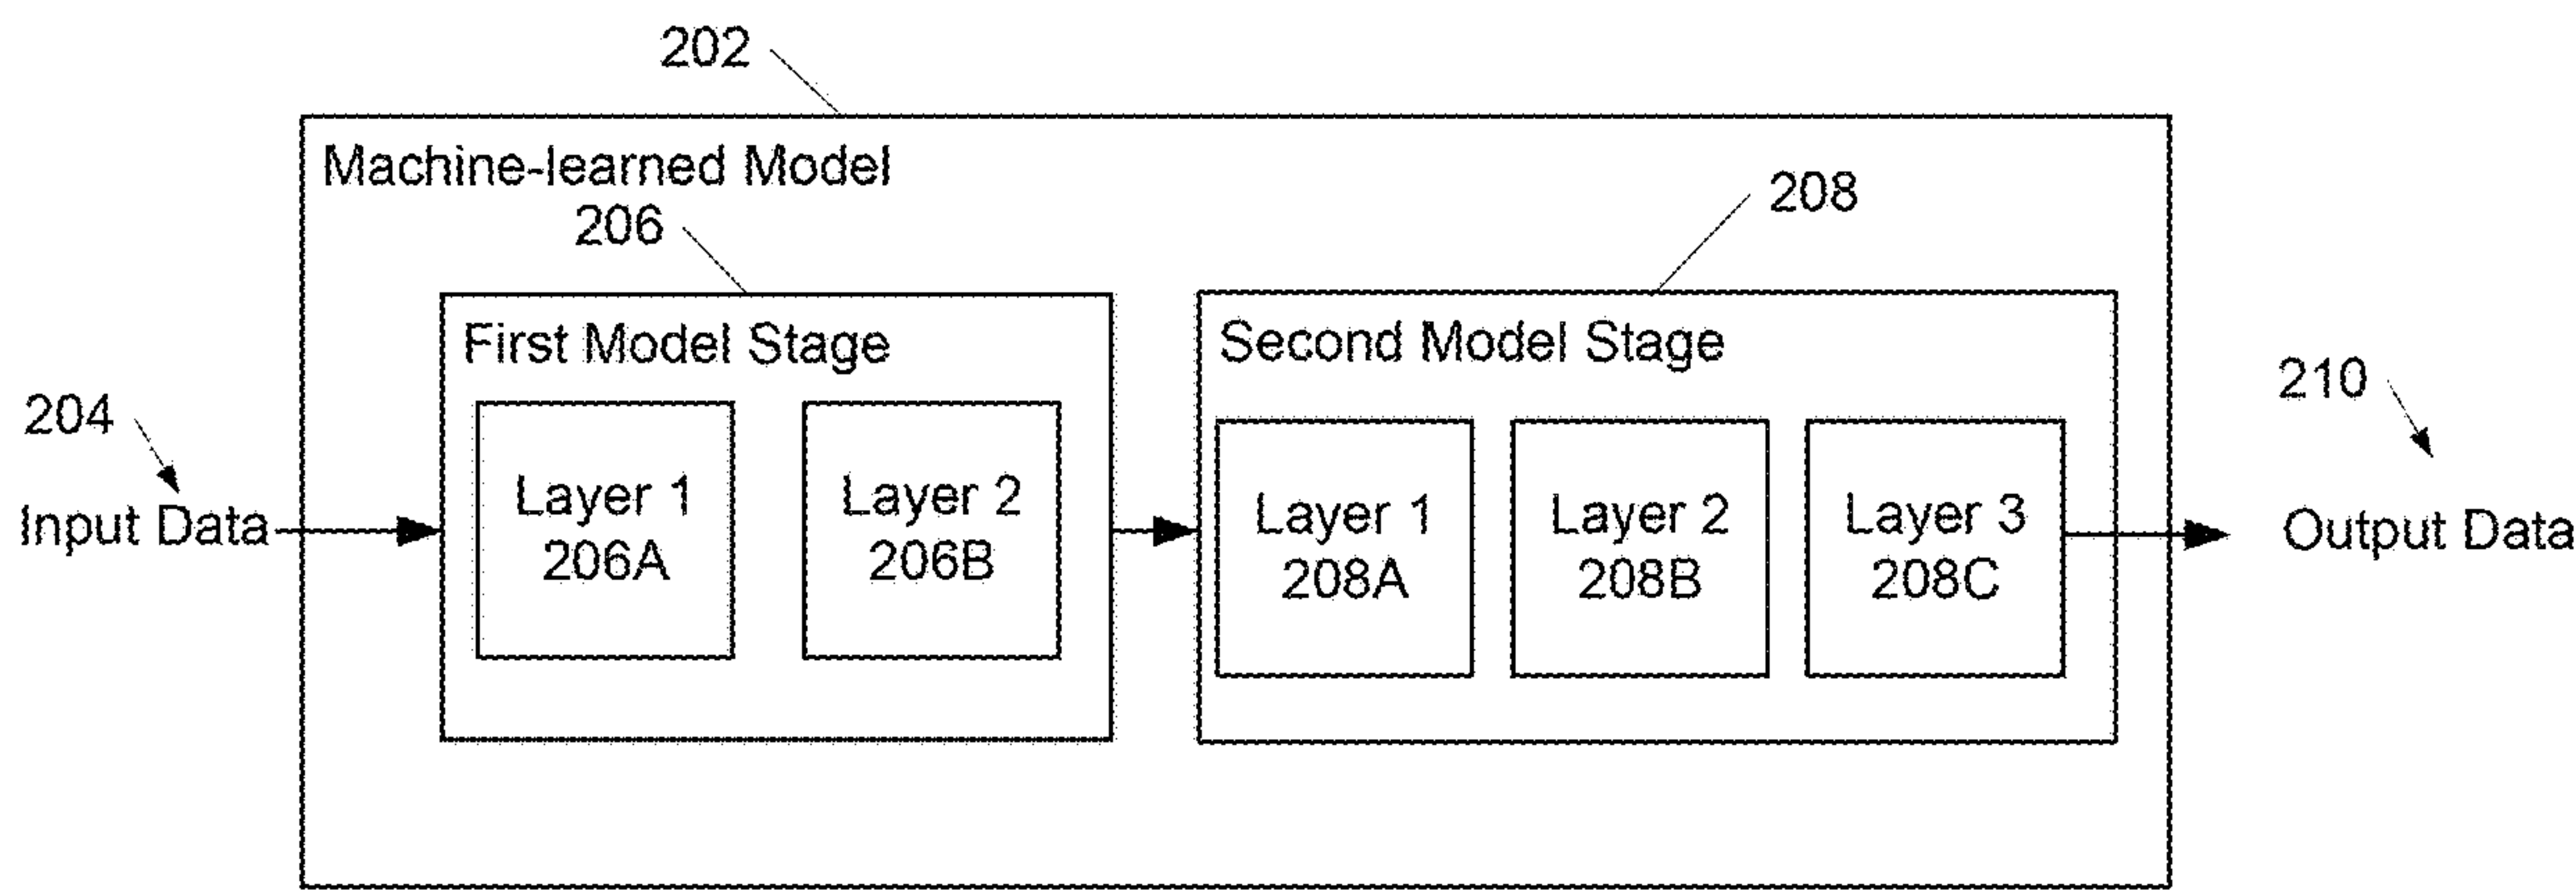 202
Machine-learned Model
206
208
First Model Stage
Second Model Stage
204
210
Layer 1
206A
Layer 2
206B
Layer 1
208A
Layer 2
208B
Layer 3
208C
Input Data
Output Data